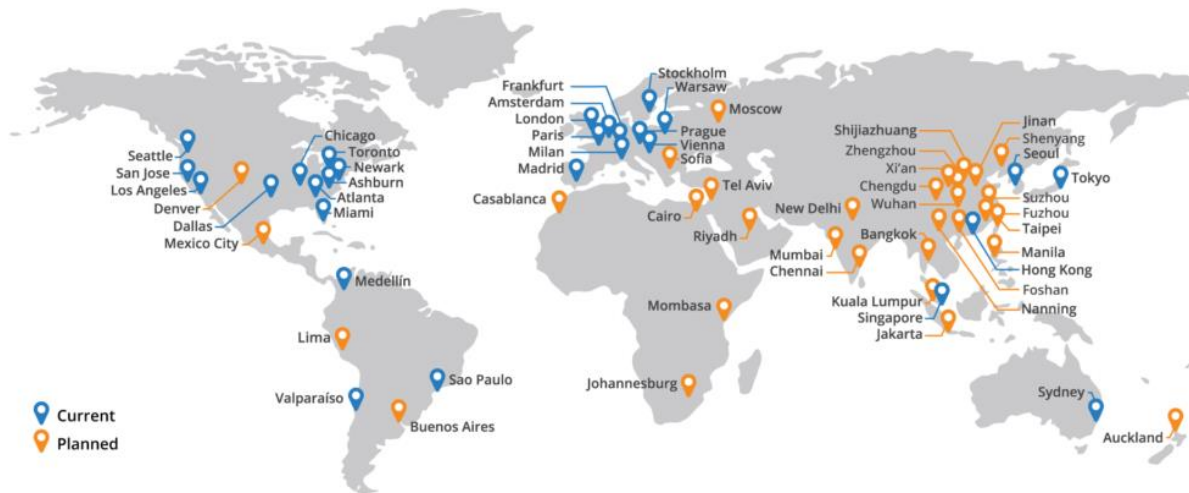 Seattle
San Jose
Los Angeles
Denver
Dallas
Mexico City
Chicago
Toronto
Newark
Ashburn
Atlanta
Miami
Medellín
Lima
Valparaíso
Sao Paulo
Buenos Aires
Frankfurt
Amsterdam
London
Paris
Milan
Madrid
Stockholm
Warsaw
Moscow
Prague
Vienna
Sofia
Casablanca
Tel Aviv
Cairo
Riyadh
Mombasa
Johannesburg
New Delhi
Mumbai
Chennai
Shijiazhuang
Zhengzhou
Xi'an
Chengdu
Wuhan
Bangkok
Kuala Lumpur
Singapore
Jakarta
Jinan
Shenyang
Seoul
Tokyo
Suzhou
Fuzhou
Taipei
Manila
Hong Kong
Foshan
Nanning
Sydney
Auckland
Current
Planned